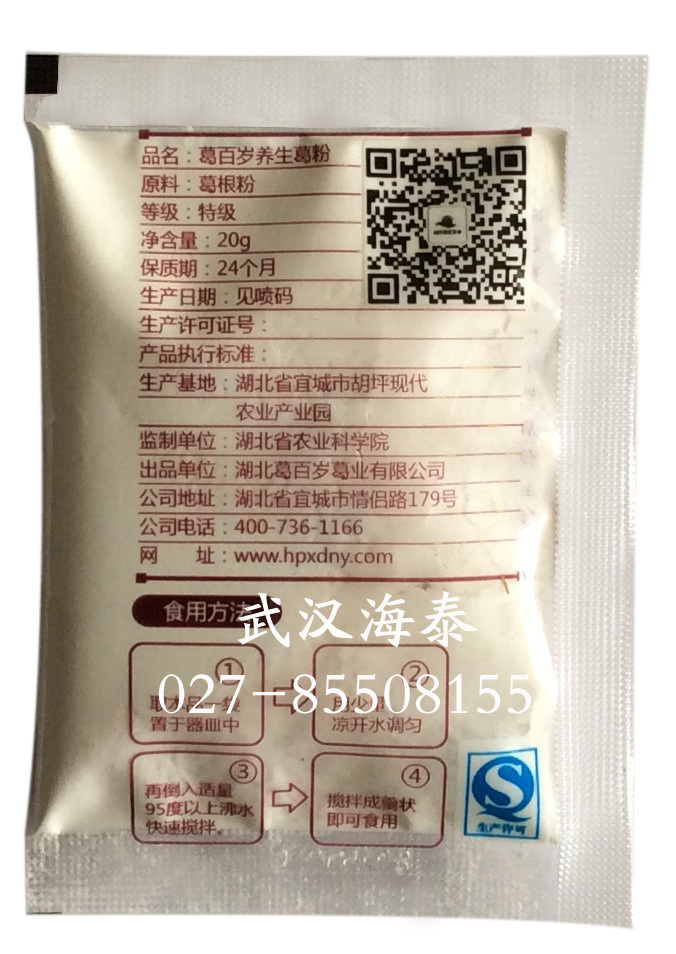 品名：葛百岁养生葛粉
原料：葛根粉
等级：特级
净含量：20g
保质期：24个月
生产日期：见喷码
生产许可证号：
产品执行标准：
生产基地：湖北省宜城市胡坪现代
农业产业园
监制单位：湖北省农业科学院
出品单位：湖北葛百岁葛业有限公司
公司地址：湖北省宜城市情侣路179号
公司电话：400-736-1166
网 址：www.hpxdny.com
食用方法
武汉海泰
027-85508155
①
取本品一袋
置于器皿中
②
凉开水调匀
③
再倒入适量
95度以上沸水
快速搅拌。
④
搅拌成羹状
即可食用
生产许可